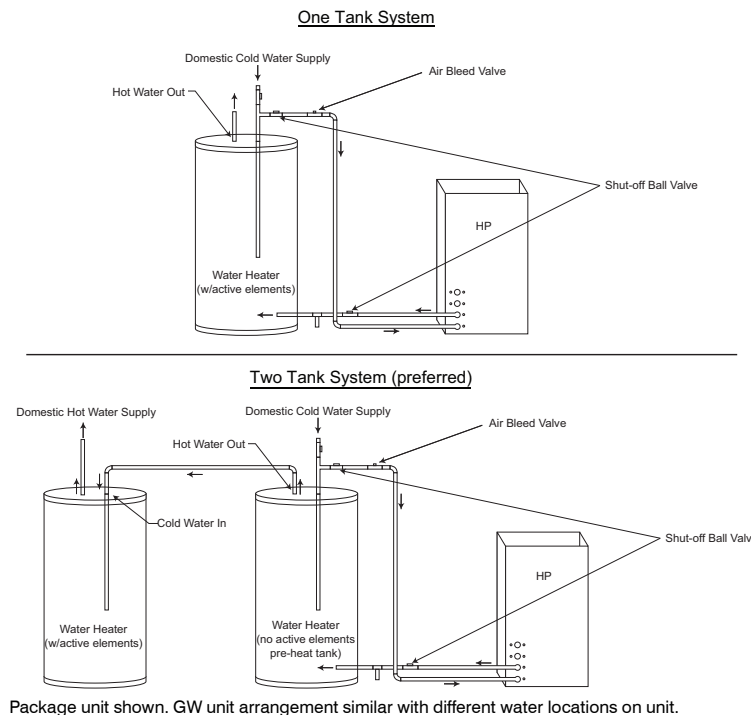 One Tank System
Domestic Cold Water Supply
Air Bleed Valve
Hot Water Out
Shut-off Ball Valve
HP
Water Heater
(w/active elements)
Two Tank System (preferred)
Domestic Hot Water Supply
Domestic Cold Water Supply
Air Bleed Valve
Hot Water Out
Cold Water In
Shut-off Ball Valv
HP
Water Heater
(w/active elements)
Water Heater
(no active elements
pre-heat tank)
Package unit shown. GW unit arrangement similar with different water locations on unit.